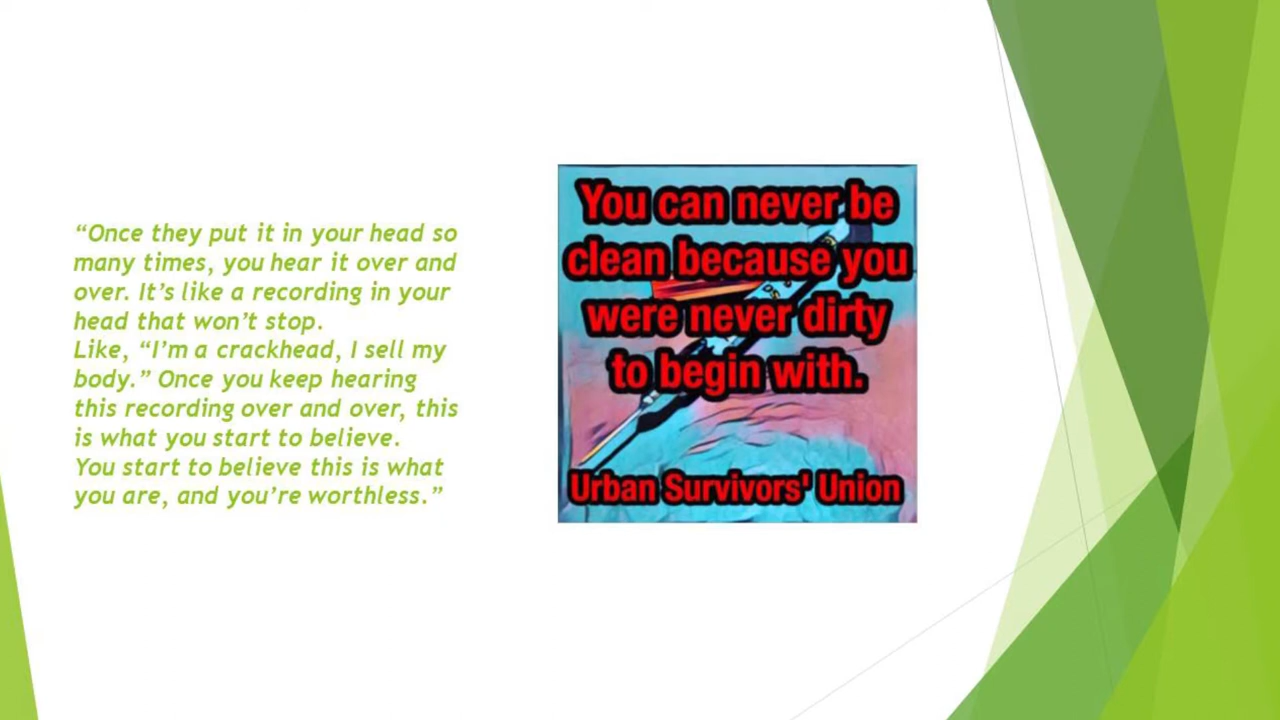 “Once they put it in your head so
many times, you hear it over and
over. It’s like a recording in your
head that won’t stop.
Like, “I’m a crackhead, I sell my
body.” Once you keep hearing
this recording over and over, this
is what you start to believe.
You start to believe this is what
you are, and you’re worthless.”
You can never be
clean because you
were never dirty
to begin with.
Urban Survivors' Union